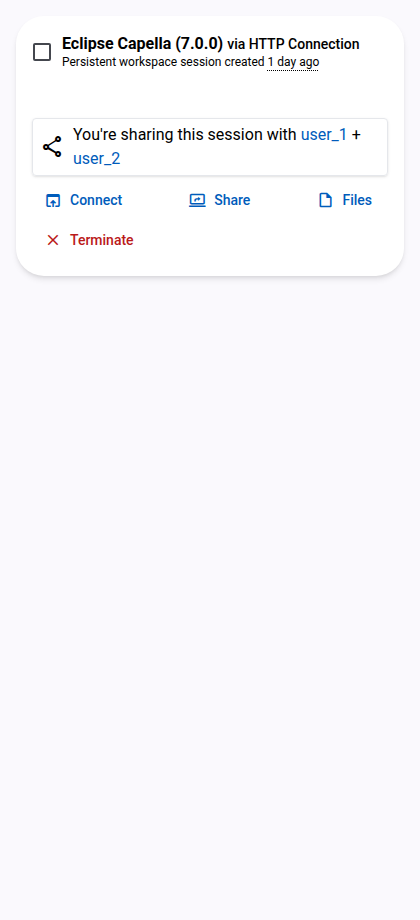 Eclipse Capella (7.0.0) via HTTP Connection
Persistent workspace session created 1 day ago
You're sharing this session with user_1 +
user_2
Connect Share Files
Terminate